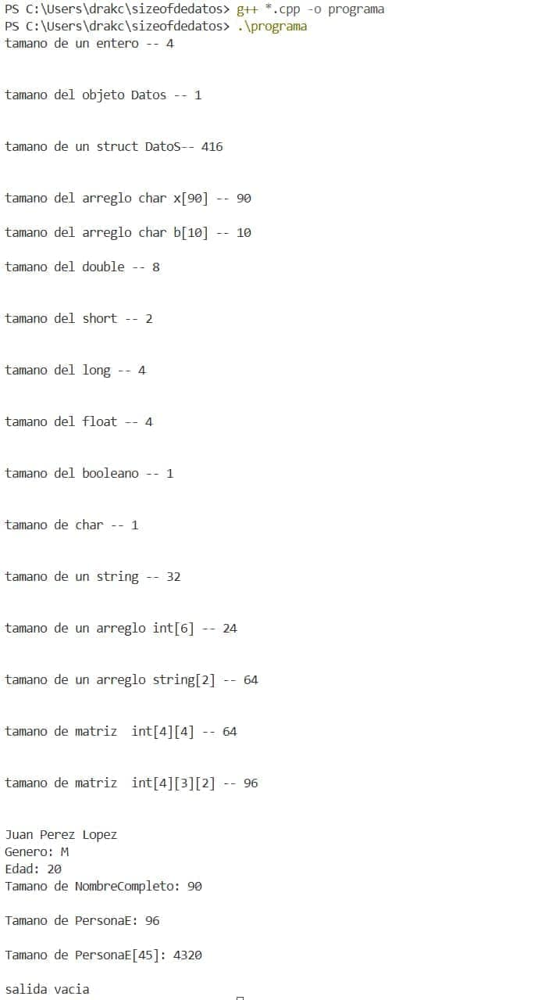 PS C:\Users\drakc\sizeofdedatos> g++ *.cpp -o programa
PS C:\Users\drakc\sizeofdedatos> .\programa
tamano de un entero -- 4
tamano del objeto Datos -- 1
tamano de un struct DatoS-- 416
tamano del arreglo char x[90] -- 90
tamano del arreglo char b[10] -- 10
tamano del double -- 8
tamano del short -- 2
tamano del long -- 4
tamano del float -- 4
tamano del booleano -- 1
tamano de char -- 1
tamano de un string -- 32
tamano de un arreglo int[6] -- 24
tamano de un arreglo string[2] -- 64
tamano de matriz  int[4][4] -- 64
tamano de matriz  int[4][3][2] -- 96
Juan Perez Lopez
Genero: M
Edad: 20
Tamano de NombreCompleto: 90
Tamano de PersonaE: 96
Tamano de PersonaE[45]: 4320
salida vacia